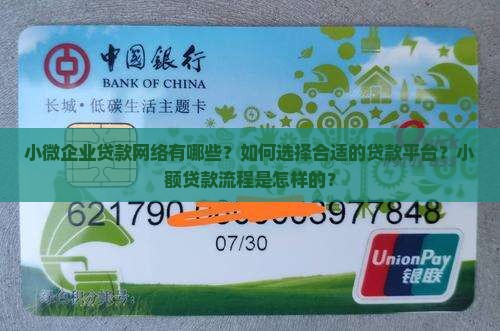 中国银行
BANK OF CHINA
长城·低碳生活主题卡
小微企业贷款网络有哪些?如何选择合适的贷款平台?小
额贷款流程是怎样的?
621790 977848
07/30
UnionPay
银联